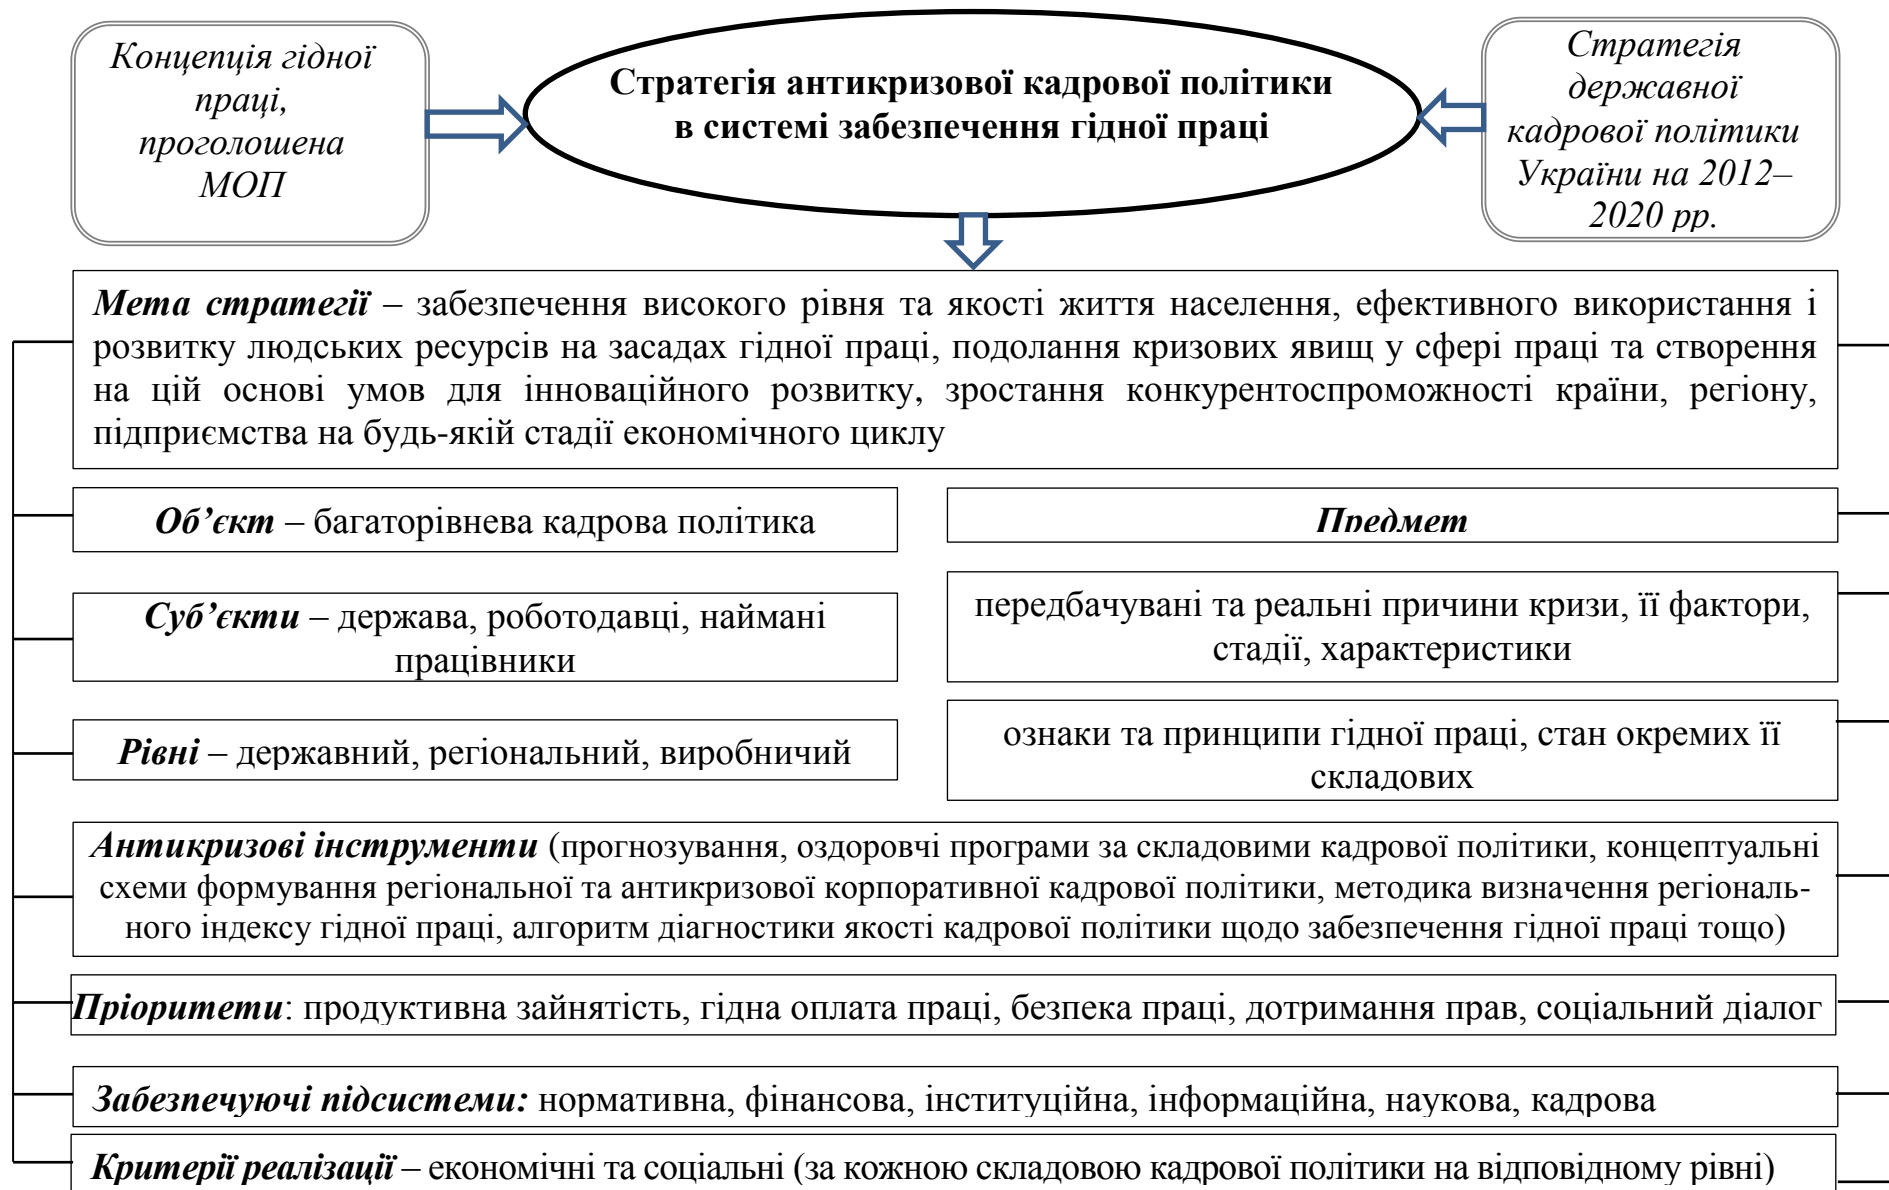 Концепція гідної
праці,
проголошена
МОП
Стратегія антикризової кадрової політики
в системі забезпечення гідної праці
Стратегія
державної
кадрової політики
України на 2012–
2020 рр.
Мета стратегії – забезпечення високого рівня та якості життя населення, ефективного використання і
розвитку людських ресурсів на засадах гідної праці, подолання кризових явищ у сфері праці та створення
на цій основі умов для інноваційного розвитку, зростання конкурентоспроможності країни, регіону,
підприємства на будь-якій стадії економічного циклу
Об’єкт – багаторівнева кадрова політика
Предмет
Суб’єкти – держава, роботодавці, наймані
працівники
передбачувані та реальні причини кризи, її фактори,
стадії, характеристики
Рівні – державний, регіональний, виробничий
ознаки та принципи гідної праці, стан окремих її
складових
Антикризові інструменти (прогнозування, оздоровчі програми за складовими кадрової політики, концептуальні
схеми формування регіональної та антикризової корпоративної кадрової політики, методика визначення регіональ-
ного індексу гідної праці, алгоритм діагностики якості кадрової політики щодо забезпечення гідної праці тощо)
Пріоритети: продуктивна зайнятість, гідна оплата праці, безпека праці, дотримання прав, соціальний діалог
Забезпечуючі підсистеми: нормативна, фінансова, інституційна, інформаційна, наукова, кадрова
Критерії реалізації – економічні та соціальні (за кожною складовою кадрової політики на відповідному рівні)